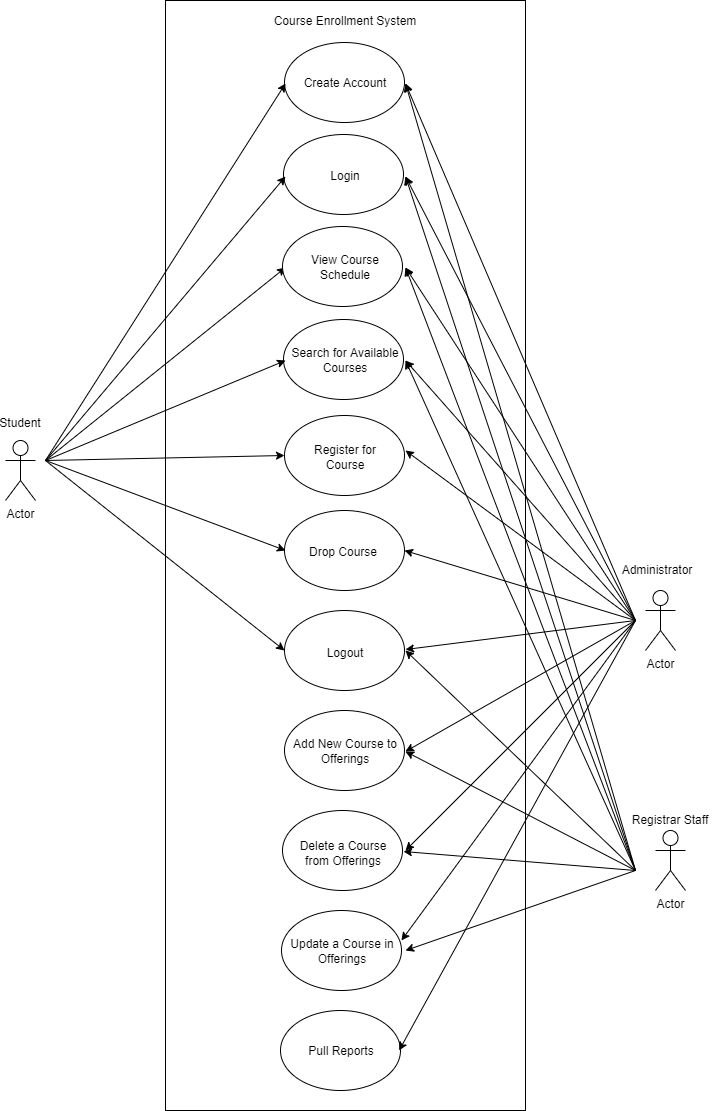 Course Enrollment System
Create Account
Login
View Course
Schedule
Search for Available
Courses
Student
Actor
Register for
Course
Drop Course
Administrator
Actor
Logout
Add New Course to
Offerings
Registrar Staff
Actor
Delete a Course
from Offerings
Update a Course in
Offerings
Pull Reports